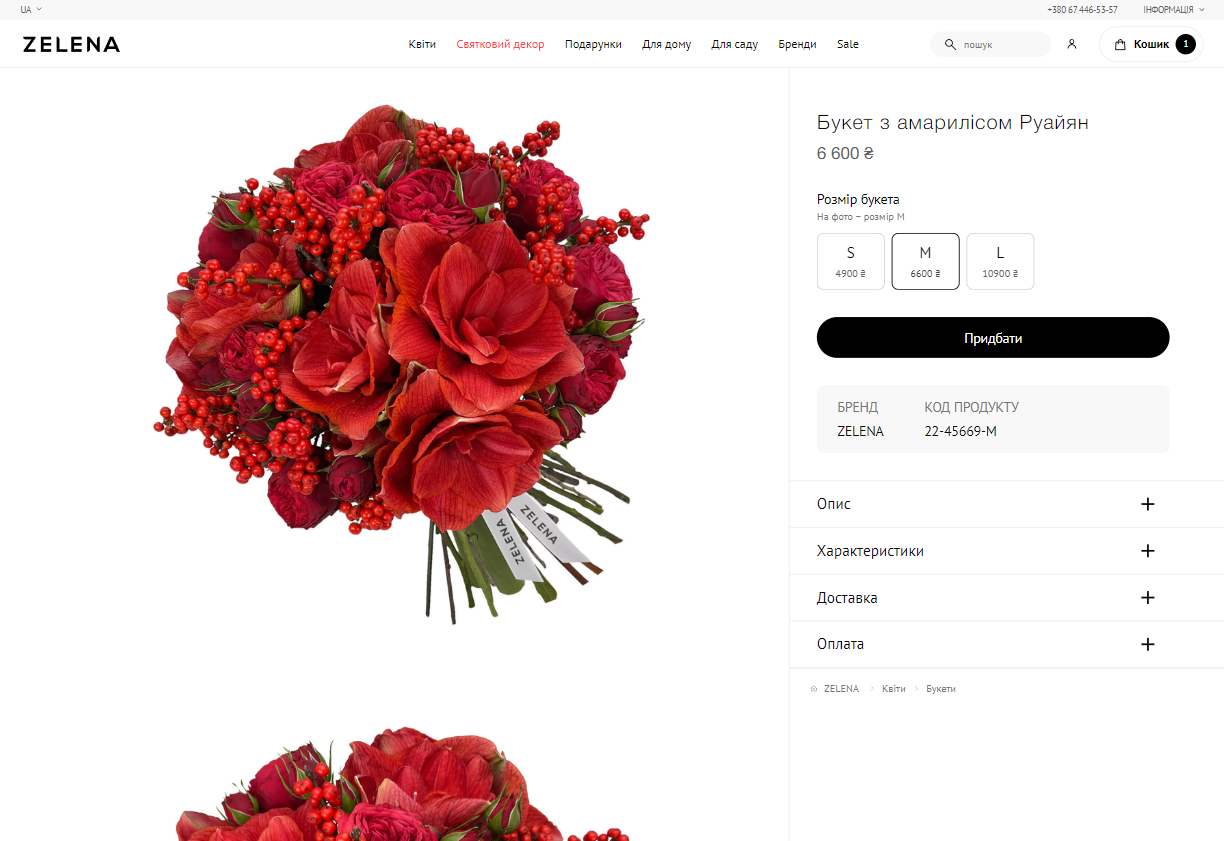 UA
+380 67 446-53-57
ІНФОРМАЦІЯ
ZELENA
Квіти
Святковий декор
Подарунки
Для дому
Для саду
Бренди
Sale
пошук
Кошик
1
Букет з амарилісом Руайян
6 600 ₴
Розмір букета
На фото – розмір M
S
M
L
4900 ₴
6600 ₴
10900 ₴
Придбати
БРЕНД
КОД ПРОДУКТУ
ZELENA
22-45669-M
Опис
ZELENA
ZELENA
Характеристики
Доставка
Оплата
ZELENA
Квіти
Букети